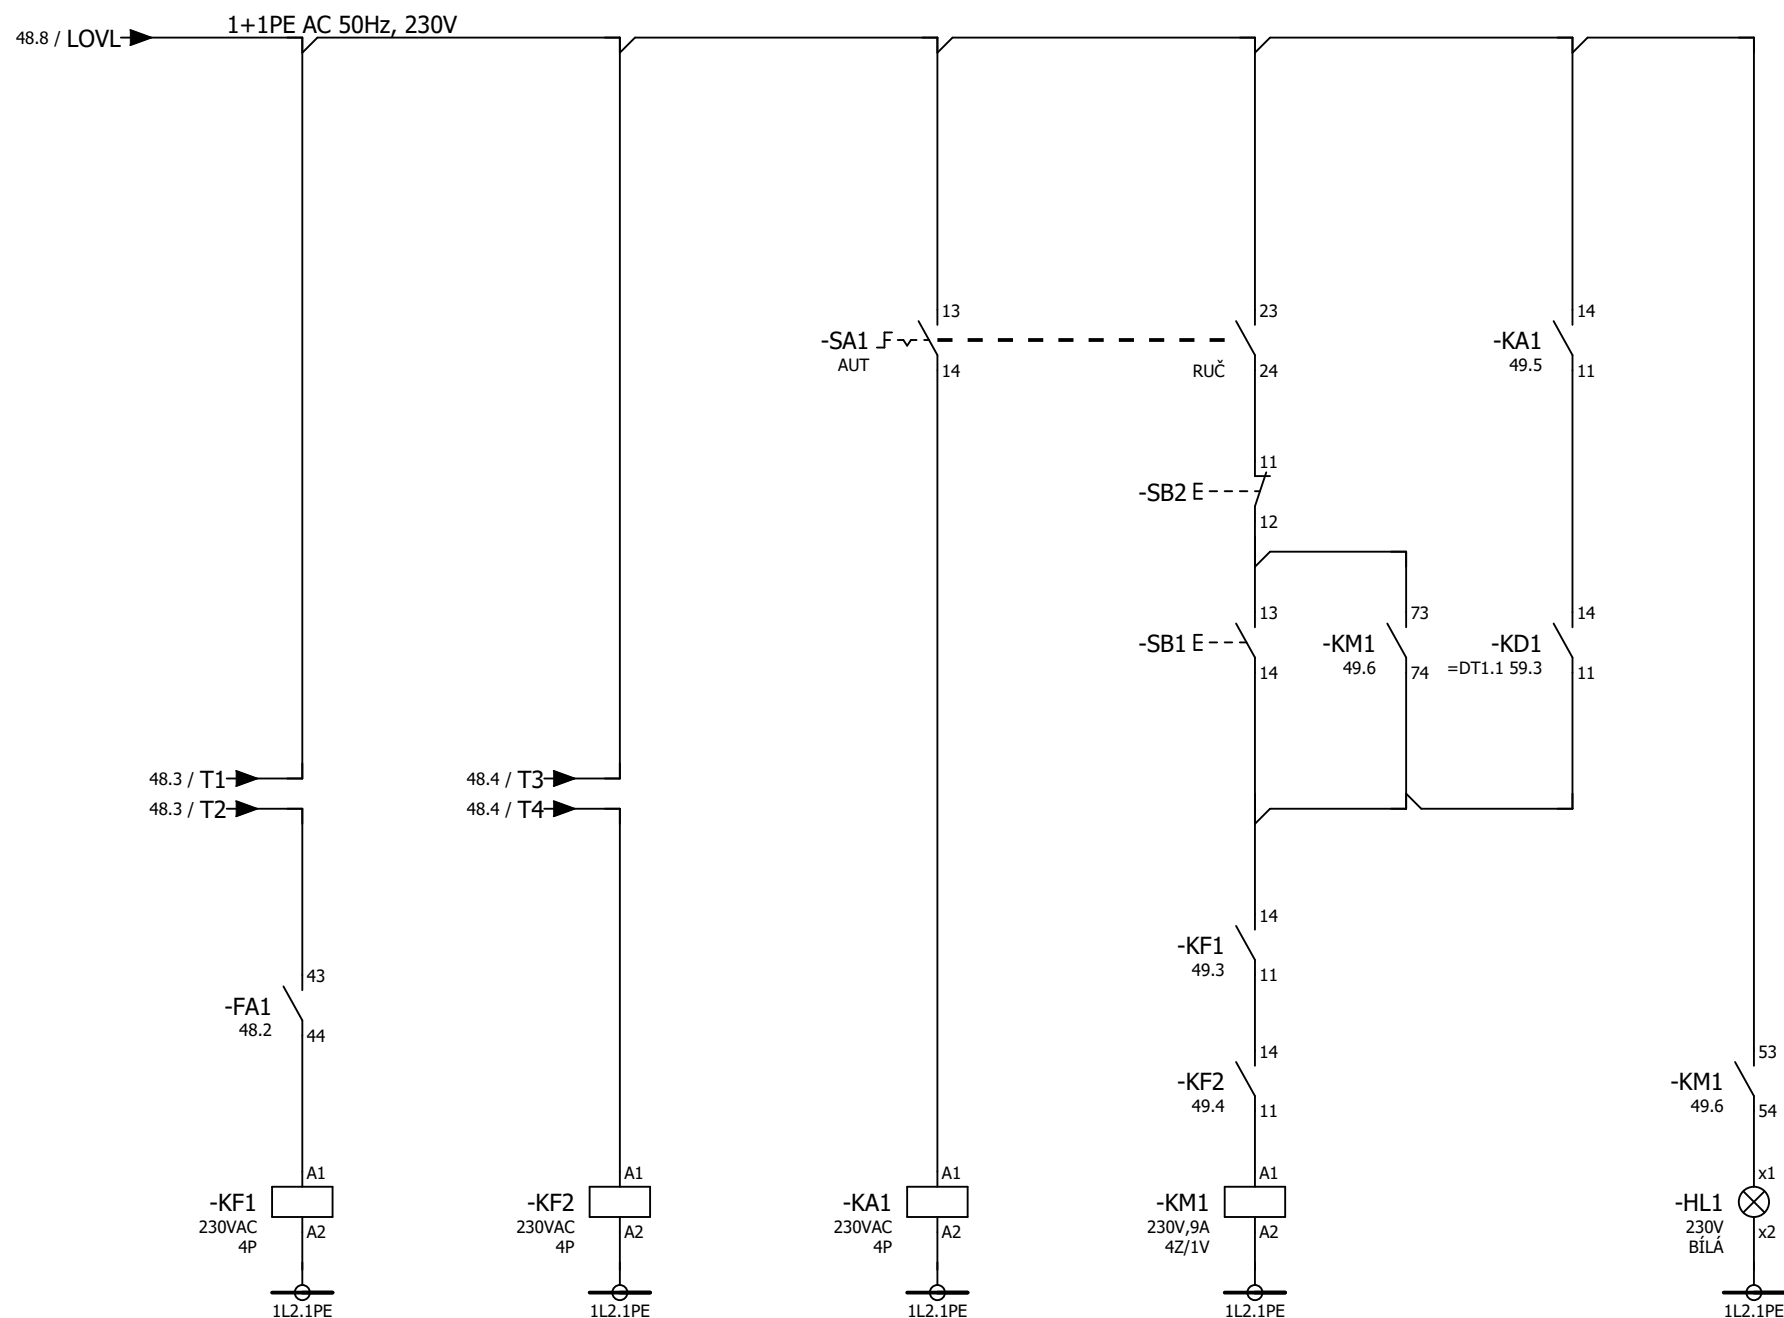 1+1PE AC 50Hz, 230V
48.8 / LOVL
13
23
14
-SA1
-KA1
AUT
49.5
14
RUČ
24
11
11
-SB2 E
12
13
73
14
-SB1 E
-KM1
-KD1
14
49.6
74
=DT1.1 59.3
11
48.3 / T1
48.4 / T3
48.3 / T2
48.4 / T4
14
-KF1
49.3
11
43
-FA1
48.2
44
14
53
-KF2
-KM1
49.4
11
49.6
54
A1
A1
A1
A1
x1
-KF1
-KF2
-KA1
-KM1
-HL1
230VAC
A2
230VAC
A2
230VAC
A2
230V,9A
A2
230V
x2
4P
4P
4P
4Z/1V
BÍLÁ
1L2.1PE
1L2.1PE
1L2.1PE
1L2.1PE
1L2.1PE